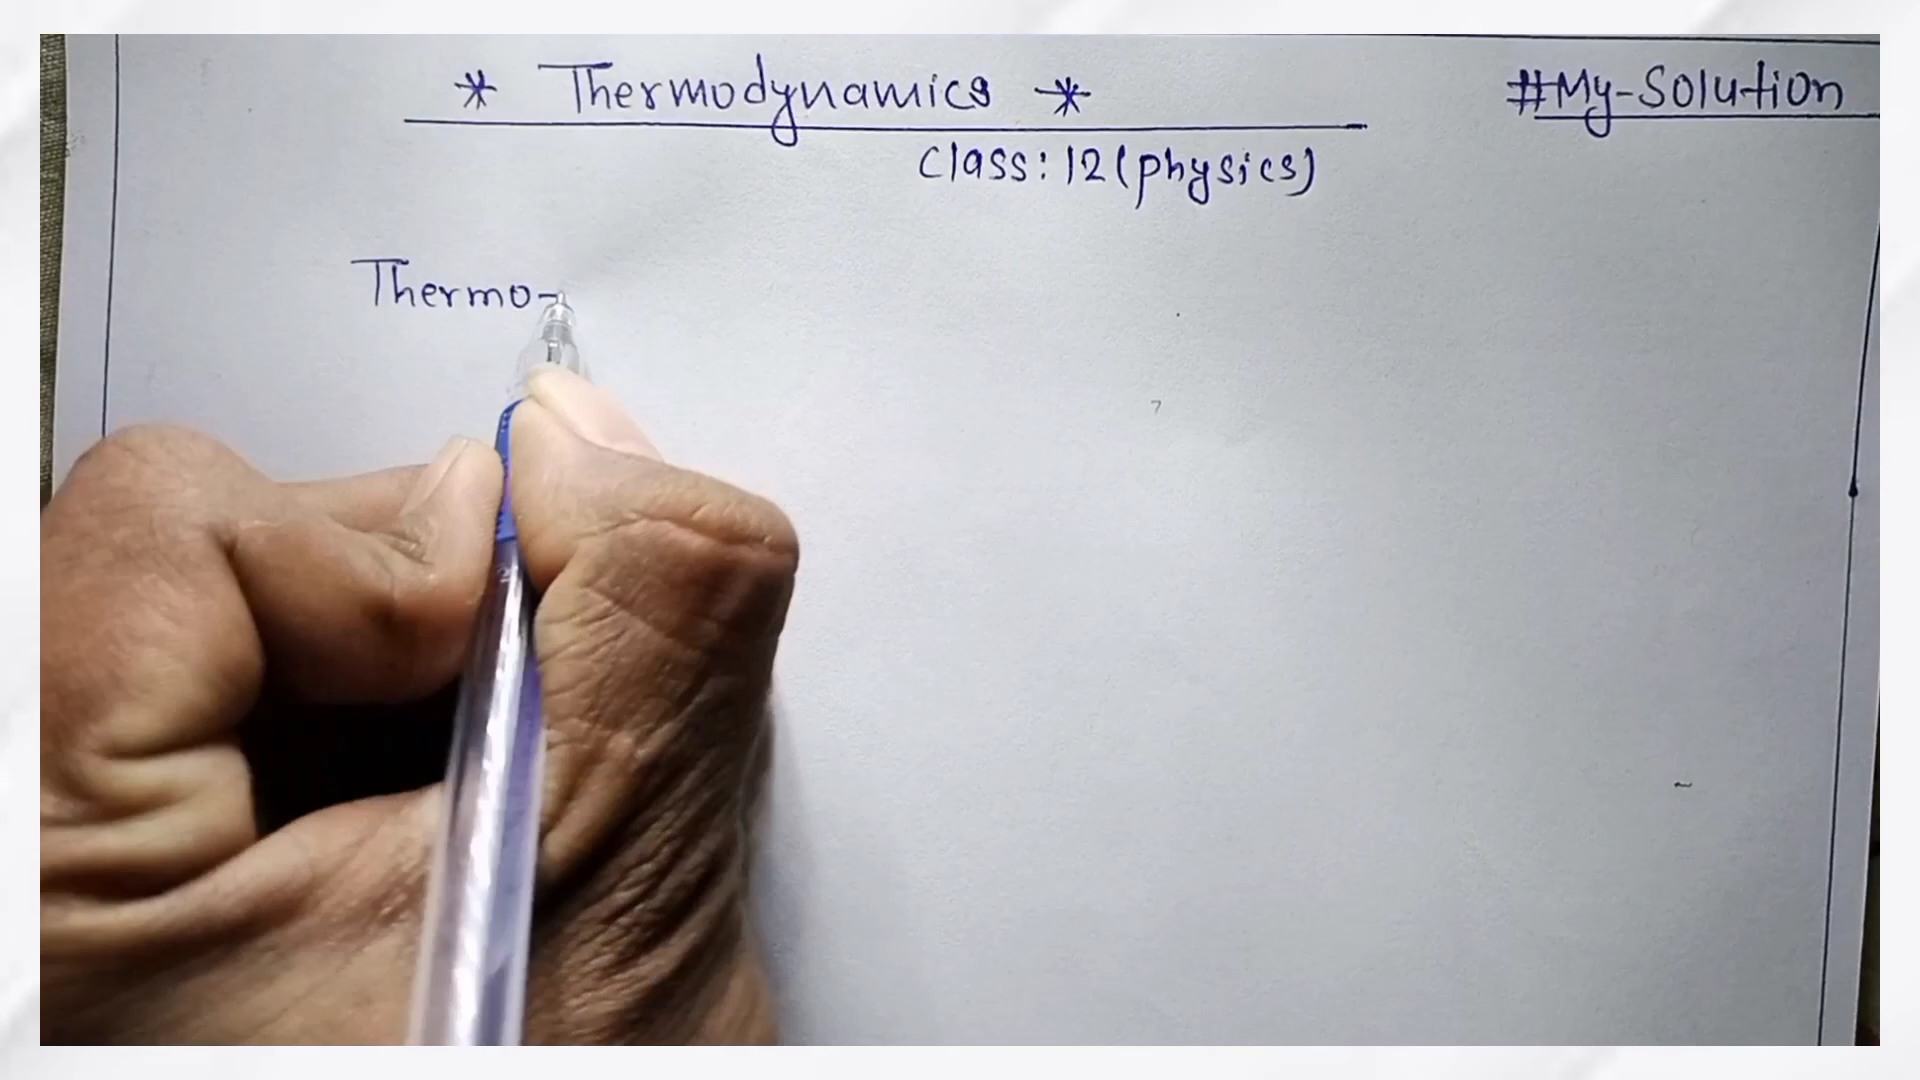 * Thermodynamics *
#My-Solution
Class: 12 (physics)
Thermo-